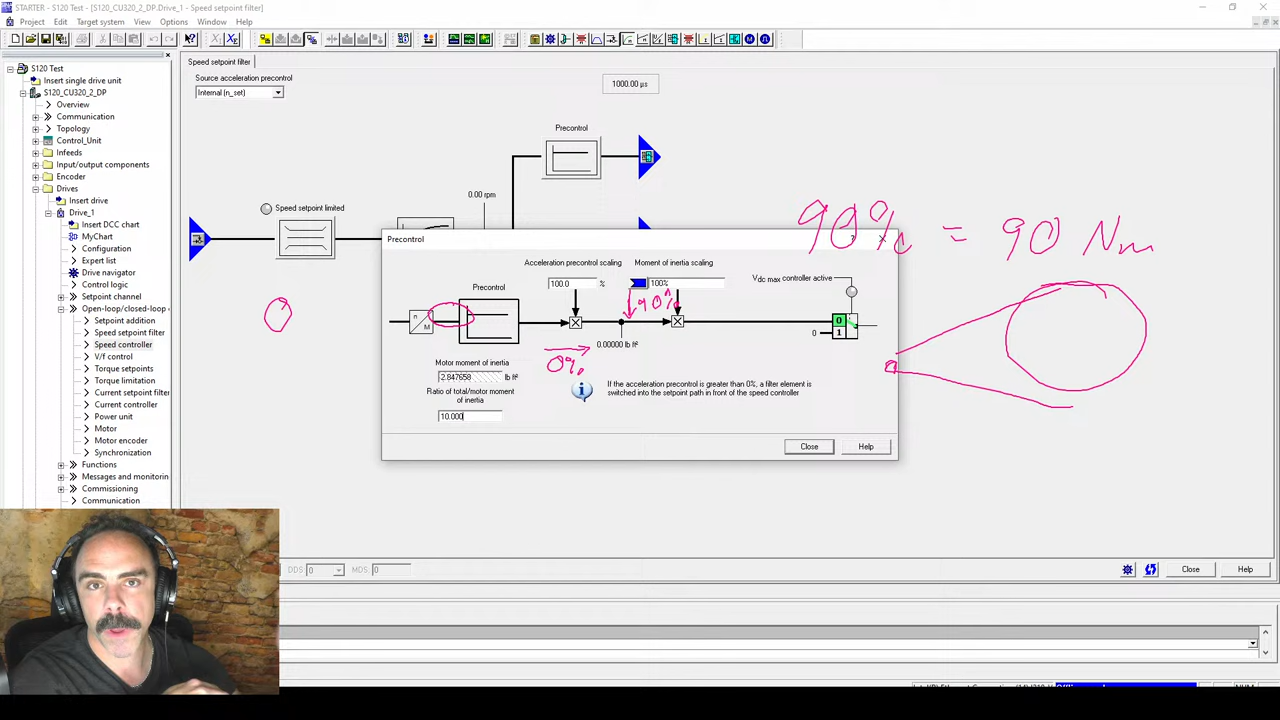 STARTER - [S120 Test - [S120_CU320_2_DP.Drive_1 - Speed setpoint filter]
Project Edit Target system View Options Window Help
S120 Test
Insert single drive unit
S120_CU320_2_DP
Overview
Communication
Topology
Control_Unit
Infeeds
Input/output components
Encoder
Drives
Insert drive
Drive_1
Insert DCC chart
MyChart
Configuration
Expert list
Drive navigator
Control logic
Setpoint channel
Open-loop/closed-loop
Setpoint addition
Speed setpoint filter
Speed controller
V/f control
Torque setpoints
Torque limitation
Current setpoint filter
Current controller
Power unit
Motor
Motor encoder
Synchronization
Functions
Messages and monitorin
Commissioning
Communication
Speed setpoint filter
Source acceleration precontrol
Internal (n_set)
1000.00 µs
Precontrol
0.00 rpm
Speed setpoint limited
90% = 90 Nm
Precontrol
Acceleration precontrol scaling
Moment of inertia scaling
100.0 %
100%
Vdc max controller active
Precontrol
90%
n
M
0
1
0
0.00000 lb ft²
0%
Motor moment of inertia
2.847658 lb ft²
Ratio of total/motor moment
of inertia
10.000
If the acceleration precontrol is greater than 0%, a filter element is
switched into the setpoint path in front of the speed controller
Close Help
DDS: 0 MDS: 0
Close Help